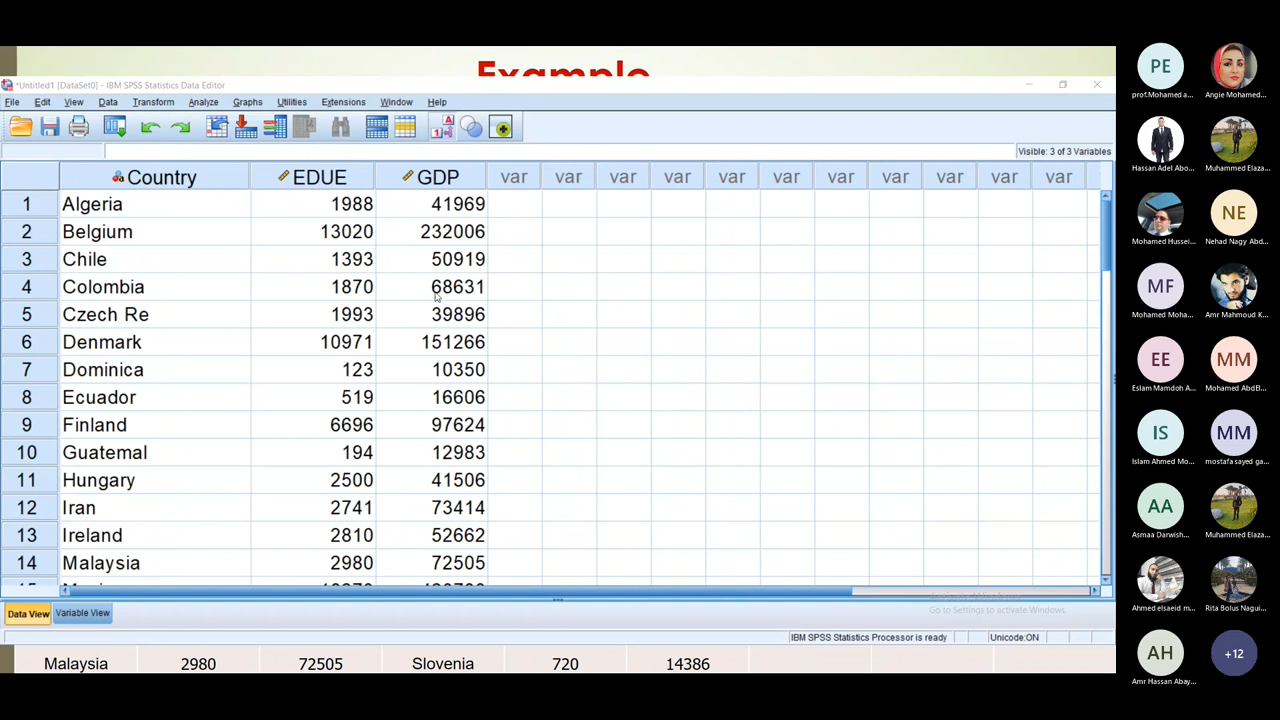 Example
*Untitled1 [DataSet0] - IBM SPSS Statistics Data Editor
File Edit View Data Transform Analyze Graphs Utilities Extensions Window Help
Visible: 3 of 3 Variables
Country EDUE GDP var var var var var var var var var var var
1 Algeria 1988 41969
2 Belgium 13020 232006
3 Chile 1393 50919
4 Colombia 1870 68631
5 Czech Re 1993 39896
6 Denmark 10971 151266
7 Dominica 123 10350
8 Ecuador 519 16606
9 Finland 6696 97624
10 Guatemal 194 12983
11 Hungary 2500 41506
12 Iran 2741 73414
13 Ireland 2810 52662
14 Malaysia 2980 72505
Go to Settings to activate Windows.
Data View Variable View
IBM SPSS Statistics Processor is ready Unicode:ON
Malaysia 2980 72505 Slovenia 720 14386
PE
prof.Mohamed a... Angie Mohamed...
Hassan Adel Abo... Muhammed Elaza...
NE
Mohamed Hussei... Nehad Nagy Abd...
MF
Mohamed Moha... Amr Mahmoud K...
EE MM
Eslam Mamdoh A... Mohamed AbdEl...
IS MM
Islam Ahmed Mo... mostafa sayed ga...
AA
Asmaa Darwish... Muhammed Elaza...
Ahmed elsaeid m... Rita Bolus Nagui...
AH +12
Amr Hassan Abay...